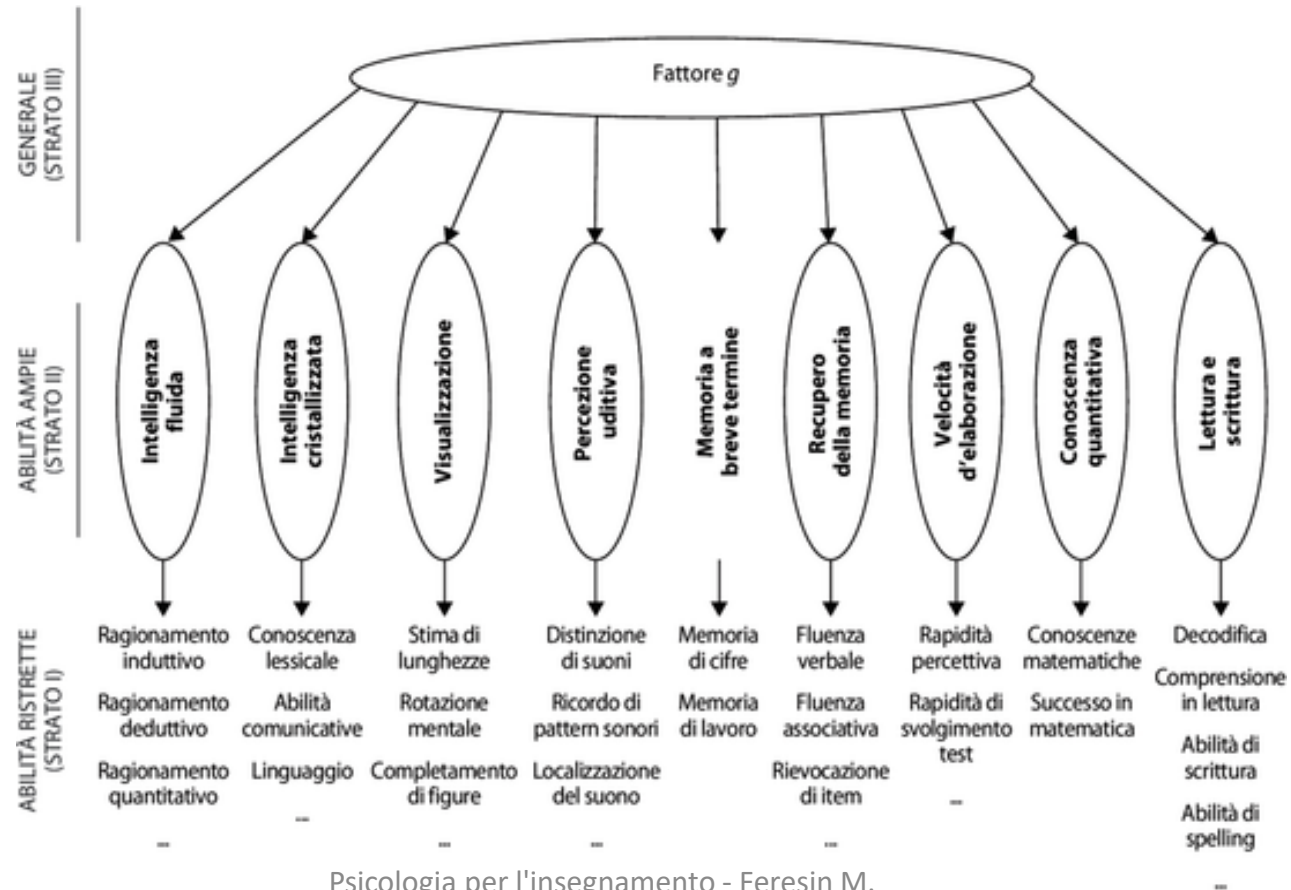 GENERALE
(STRATO III)
Fattore g
ABILITÀ AMPIE
(STRATO II)
Intelligenza
fluida
Intelligenza
cristallizzata
Visualizzazione
Percezione
uditiva
Memoria a
breve termine
Recupero
della memoria
Velocità
d'elaborazione
Conoscenza
quantitativa
Lettura e
scrittura
ABILITÀ RISTRETTE
(STRATO I)
Ragionamento
induttivo
Ragionamento
deduttivo
Ragionamento
quantitativo
...
Conoscenza
lessicale
Abilità
comunicative
Linguaggio
...
Stima di
lunghezze
Rotazione
mentale
Completamento
di figure
...
Distinzione
di suoni
Ricordo di
pattern sonori
Localizzazione
del suono
...
Memoria
di cifre
Memoria
di lavoro
Fluenza
verbale
Fluenza
associativa
Rievocazione
di item
...
Rapidità
percettiva
Rapidità di
svolgimento
test
...
Conoscenze
matematiche
Successo in
matematica
Decodifica
Comprensione
in lettura
Abilità di
scrittura
Abilità di
spelling
...
Psicologia per l'insegnamento - Feresin M.